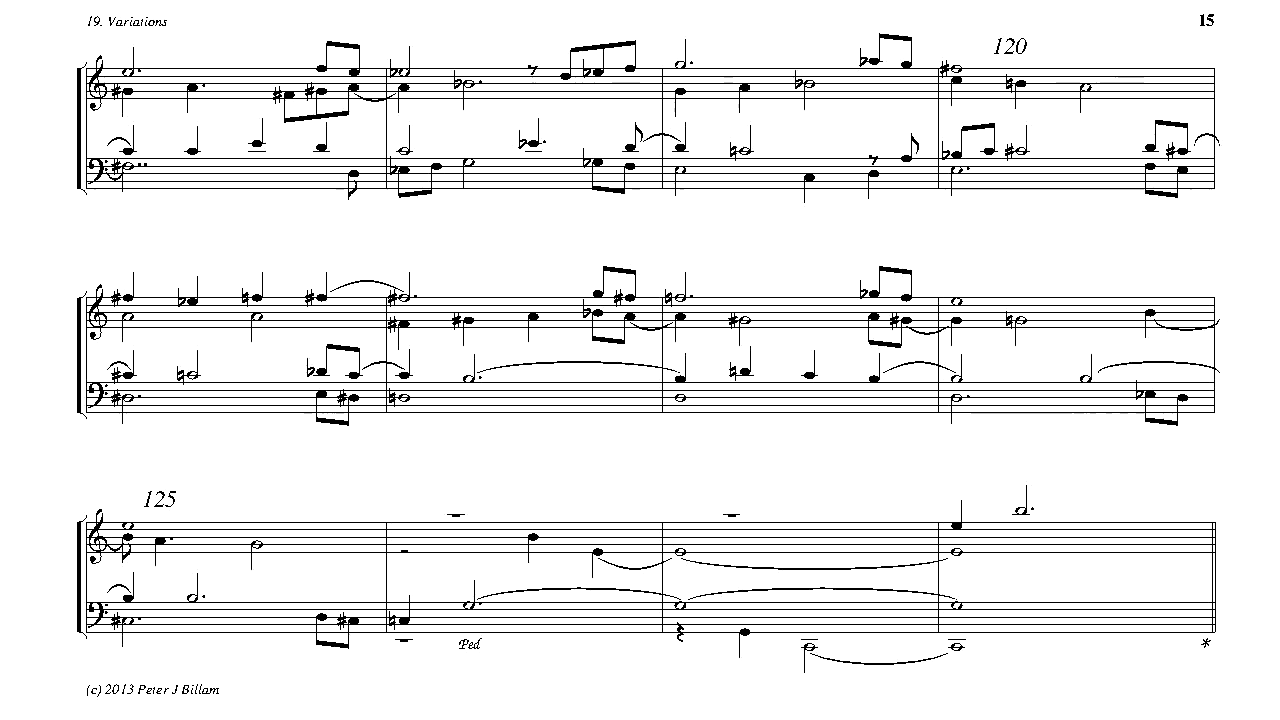 19. Variations
15
120
125
Ped
*
(c) 2013 Peter J Billam